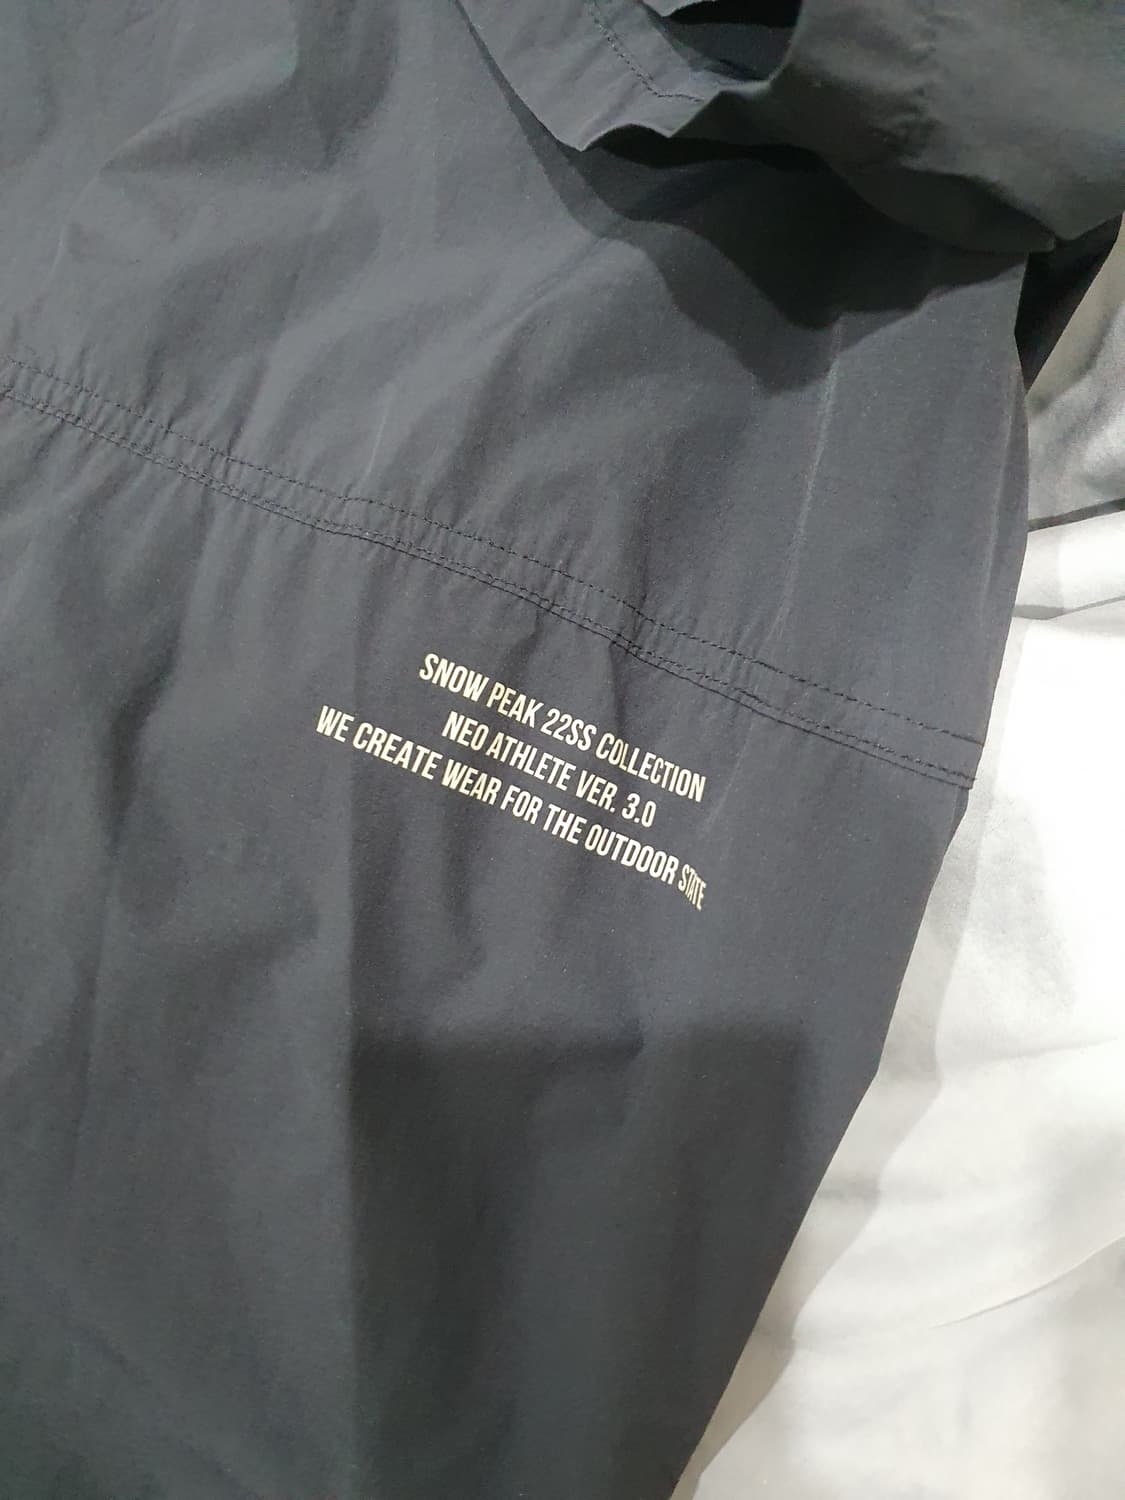 SNOW PEAK 22SS COLLECTION
NEO ATHLETE VER. 3.0
WE CREATE WEAR FOR THE OUTDOOR STATE